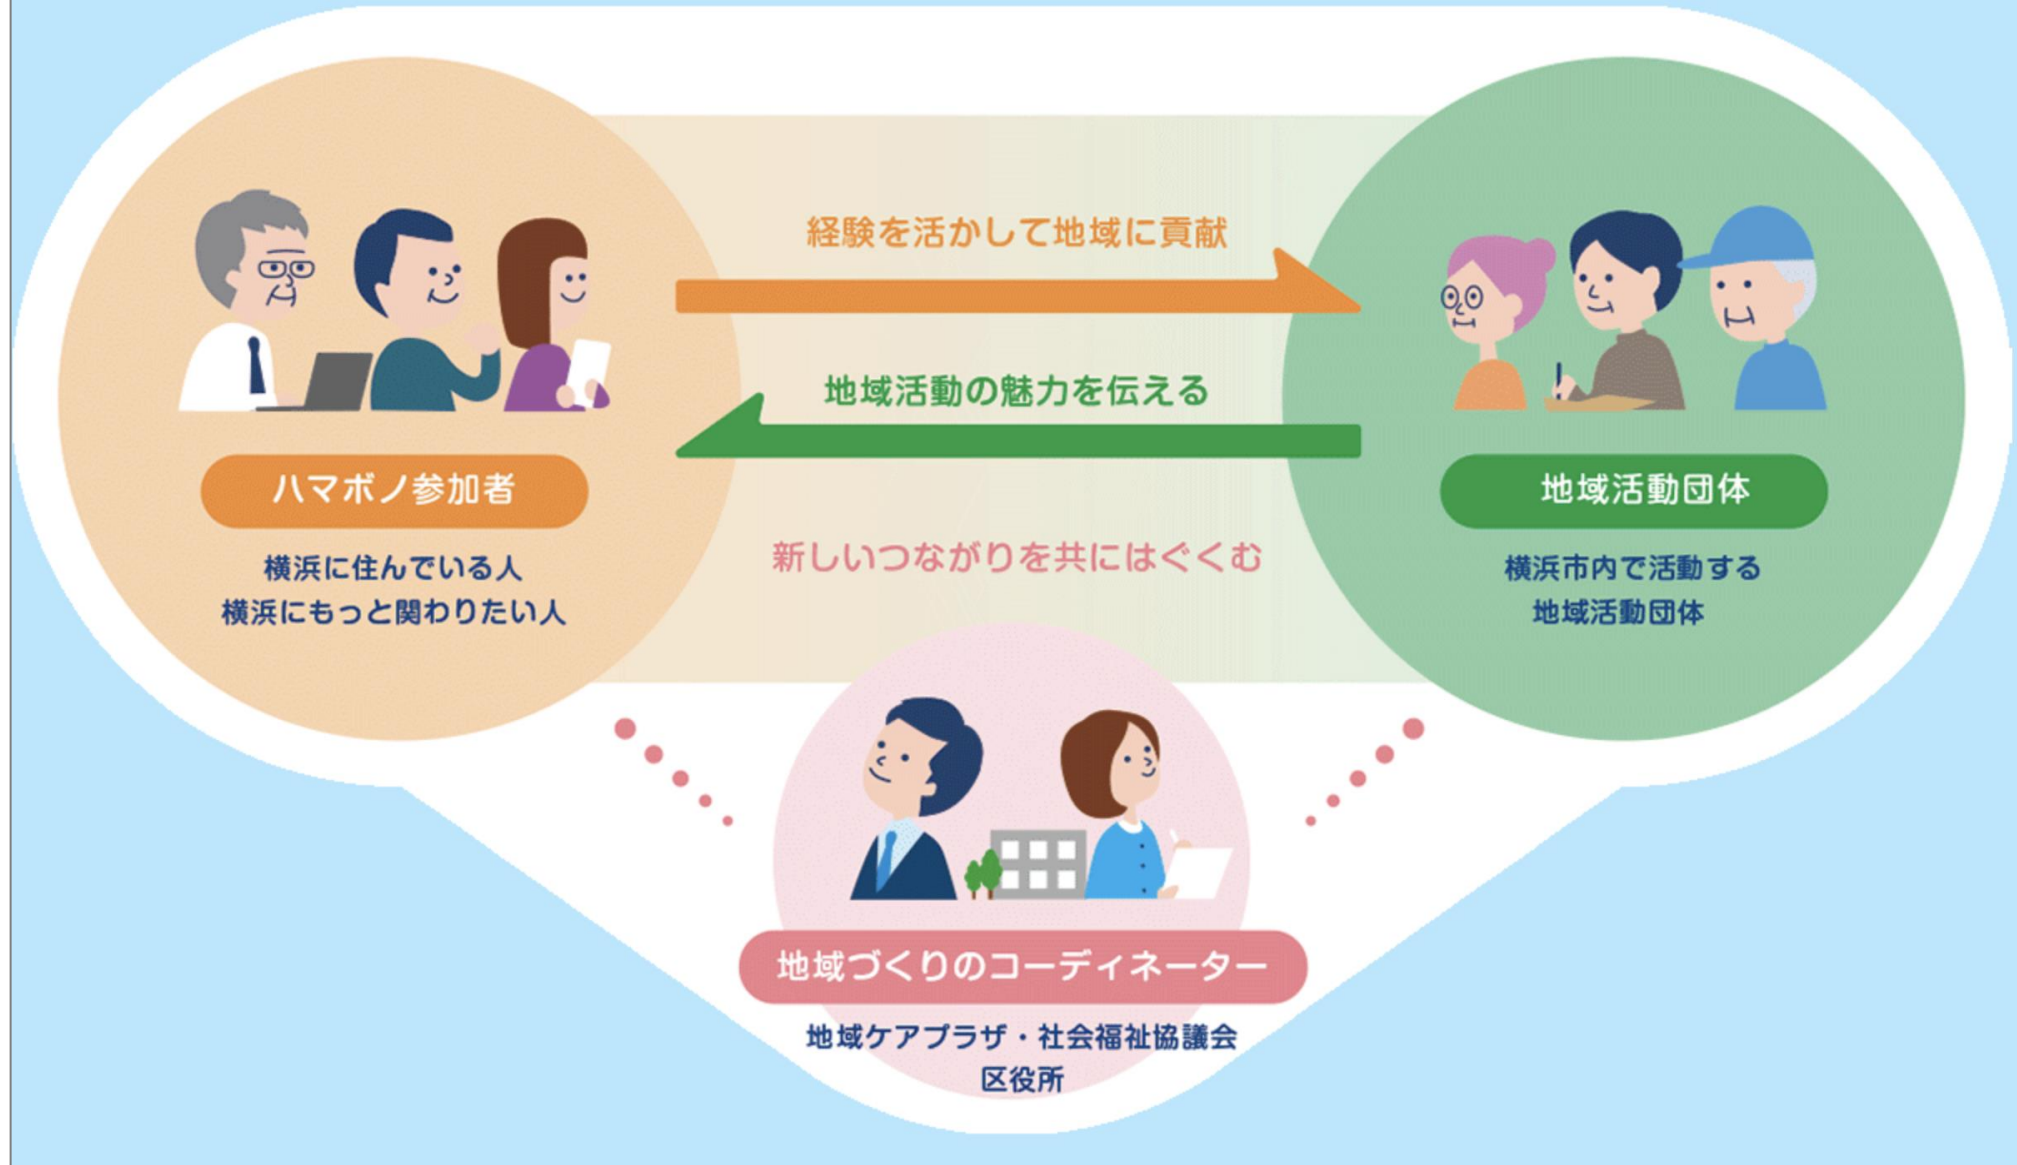 経験を活かして地域に貢献
地域活動の魅力を伝える
ハマボノ参加者
横浜に住んでいる人
横浜にもっと関わりたい人
地域活動団体
横浜市内で活動する
地域活動団体
新しいつながりを共にはぐくむ
地域づくりのコーディネーター
地域ケアプラザ・社会福祉協議会
区役所